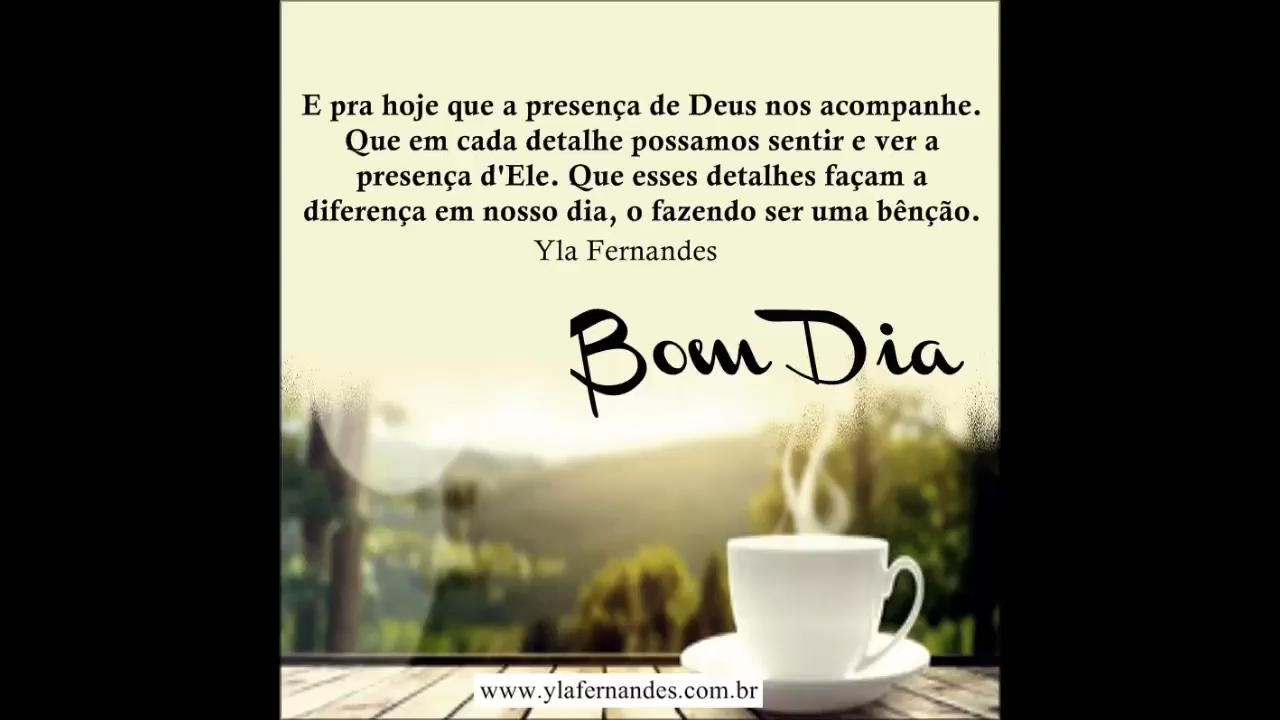 E pra hoje que a presença de Deus nos acompanhe.
Que em cada detalhe possamos sentir e ver a
presença d'Ele. Que esses detalhes façam a
diferença em nosso dia, o fazendo ser uma bênção.
Yla Fernandes
Bom Dia
www.ylafernandes.com.br